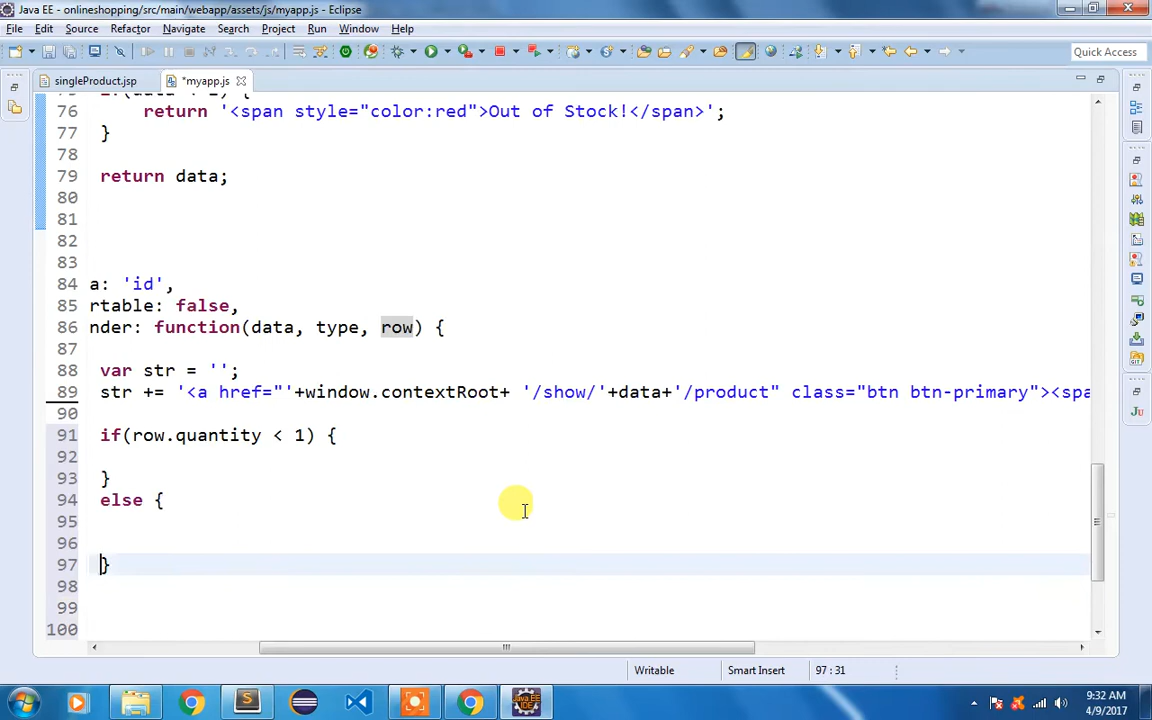 Java EE - onlineshopping/src/main/webapp/assets/js/myapp.js - Eclipse
File Edit Source Refactor Navigate Search Project Run Window Help
Quick Access
singleProduct.jsp *myapp.js
76 return '<span style="color:red">Out of Stock!</span>';
77 }
78
79 return data;
80
81
82
83
84 a: 'id',
85 rtable: false,
86 nder: function(data, type, row) {
87
88 var str = '';
89 str += '<a href="'+window.contextRoot+ '/show/'+data+'/product" class="btn btn-primary"><spa
90
91 if(row.quantity < 1) {
92
93 }
94 else {
95
96
97 }
98
99
100
Writable Smart Insert 97 : 31
9:32 AM
4/9/2017